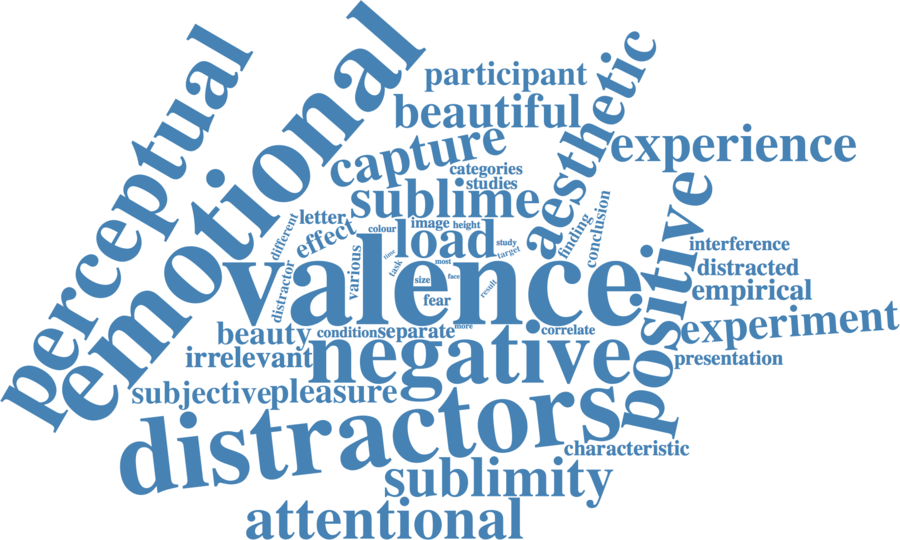 perceptual
emotional
participant
beautiful
aesthetic
experience
capture
categories
studies
sublime
positive
letter
different
effect
colour
image
height
load
study
target
finding
conclusion
interference
distracted
empirical
distractor
various
time
task
most
size
face
result
fear
valence
experiment
beauty
condition
separate
more
correlate
irrelevant
negative
presentation
subjective
pleasure
distractors
characteristic
sublimity
attentional